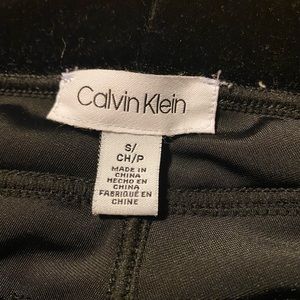 Calvin Klein
S/
CH/P
MADE IN
CHINA
HECHO EN
CHINA
FABRIQUÉ EN
CHINE